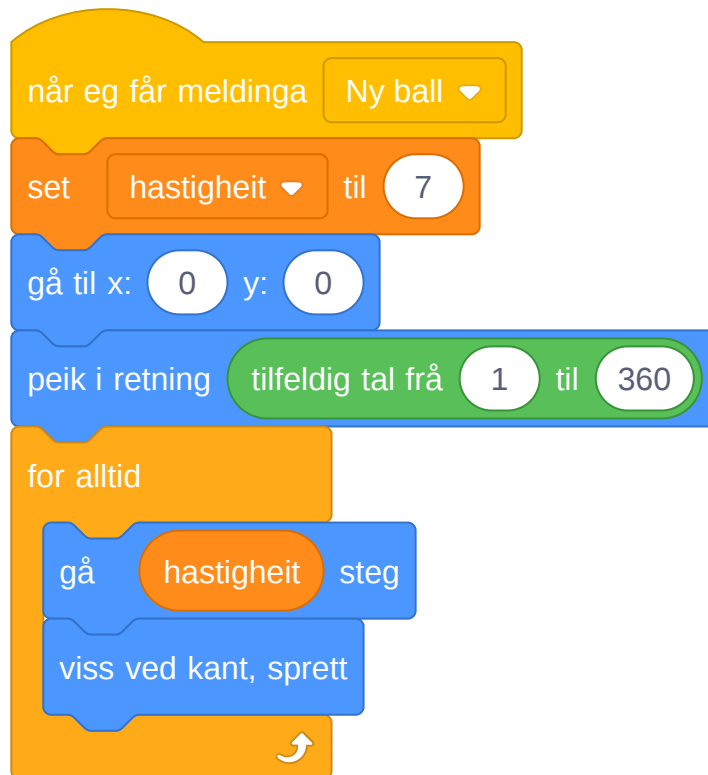 når eg får meldinga Ny ball
set hastigheit til 7
gå til x: 0 y: 0
peik i retning tilfeldig tal frå 1 til 360
for alltid
gå hastigheit steg
viss ved kant, sprett